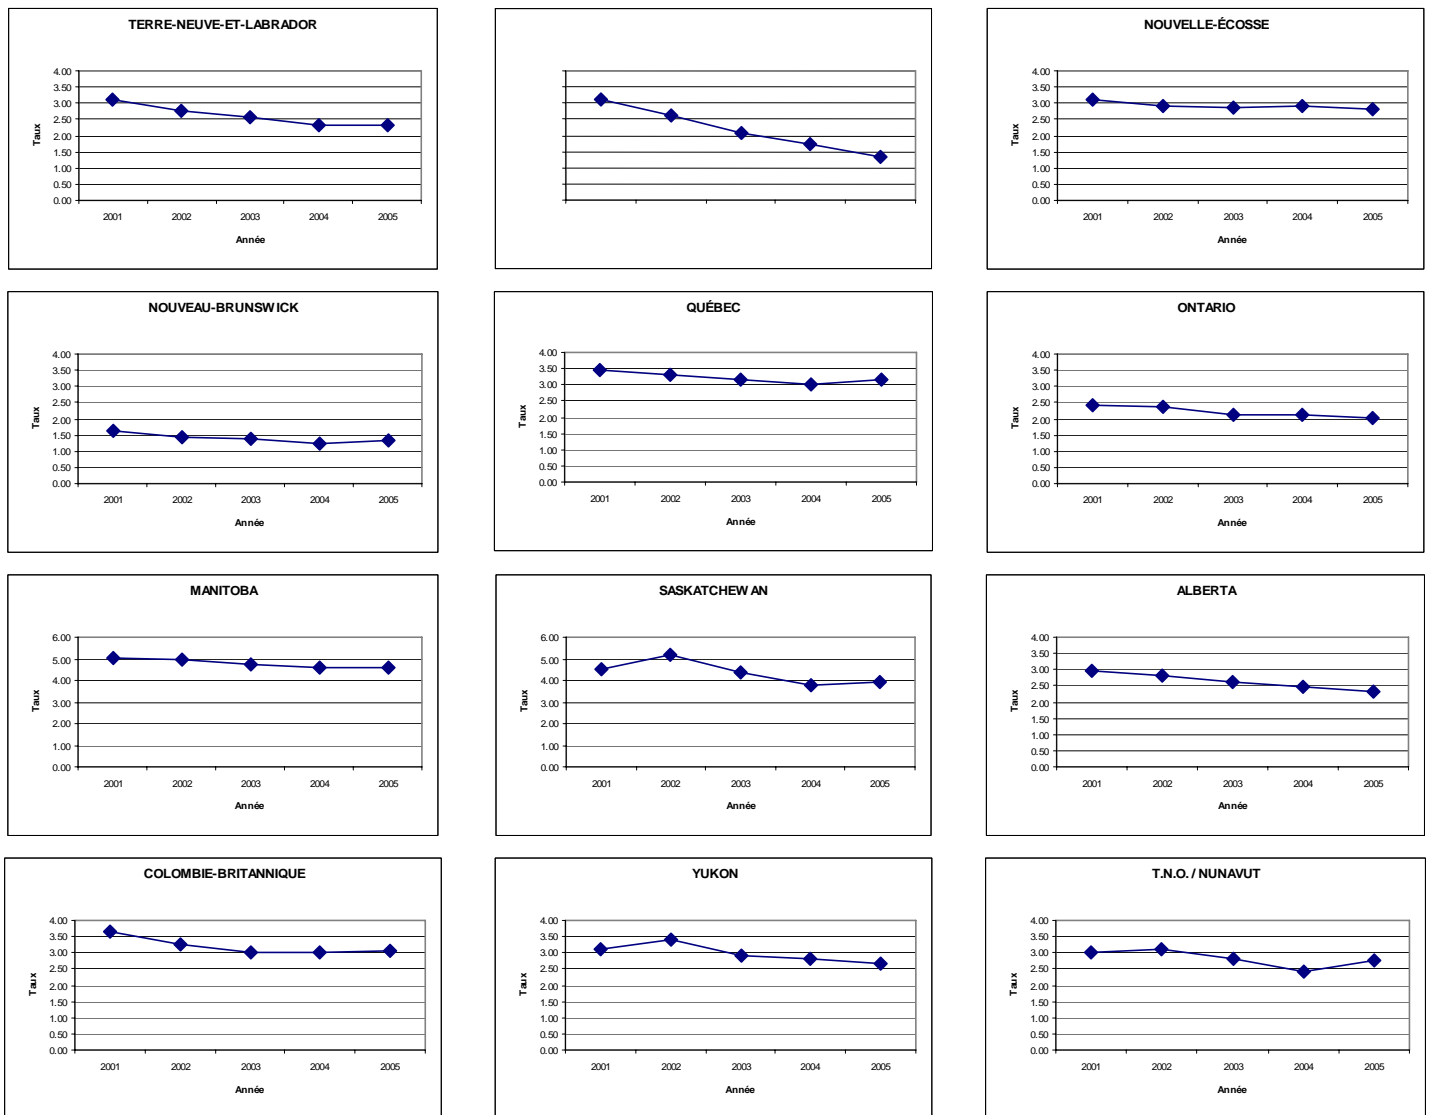 TERRE-NEUVE-ET-LABRADOR
4.00
3.50
3.00
2.50
2.00
1.50
1.00
0.50
0.00
Taux
2001 2002 2003 2004 2005
Année
NOUVELLE-ÉCOSSE
4.00
3.50
3.00
2.50
2.00
1.50
1.00
0.50
0.00
Taux
2001 2002 2003 2004 2005
Année
NOUVEAU-BRUNSWICK
4.00
3.50
3.00
2.50
2.00
1.50
1.00
0.50
0.00
Taux
2001 2002 2003 2004 2005
Année
QUÉBEC
4.00
3.50
3.00
2.50
2.00
1.50
1.00
0.50
0.00
Taux
2001 2002 2003 2004 2005
Année
ONTARIO
4.00
3.50
3.00
2.50
2.00
1.50
1.00
0.50
0.00
Taux
2001 2002 2003 2004 2005
Année
MANITOBA
6.00
5.00
4.00
3.00
2.00
1.00
0.00
Taux
2001 2002 2003 2004 2005
Année
SASKATCHEWAN
6.00
5.00
4.00
3.00
2.00
1.00
0.00
Taux
2001 2002 2003 2004 2005
Année
ALBERTA
4.00
3.50
3.00
2.50
2.00
1.50
1.00
0.50
0.00
Taux
2001 2002 2003 2004 2005
Année
COLOMBIE-BRITANNIQUE
4.00
3.50
3.00
2.50
2.00
1.50
1.00
0.50
0.00
Taux
2001 2002 2003 2004 2005
Année
YUKON
4.00
3.50
3.00
2.50
2.00
1.50
1.00
0.50
0.00
Taux
2001 2002 2003 2004 2005
Année
T.N.O. / NUNAVUT
4.00
3.50
3.00
2.50
2.00
1.50
1.00
0.50
0.00
Taux
2001 2002 2003 2004 2005
Année